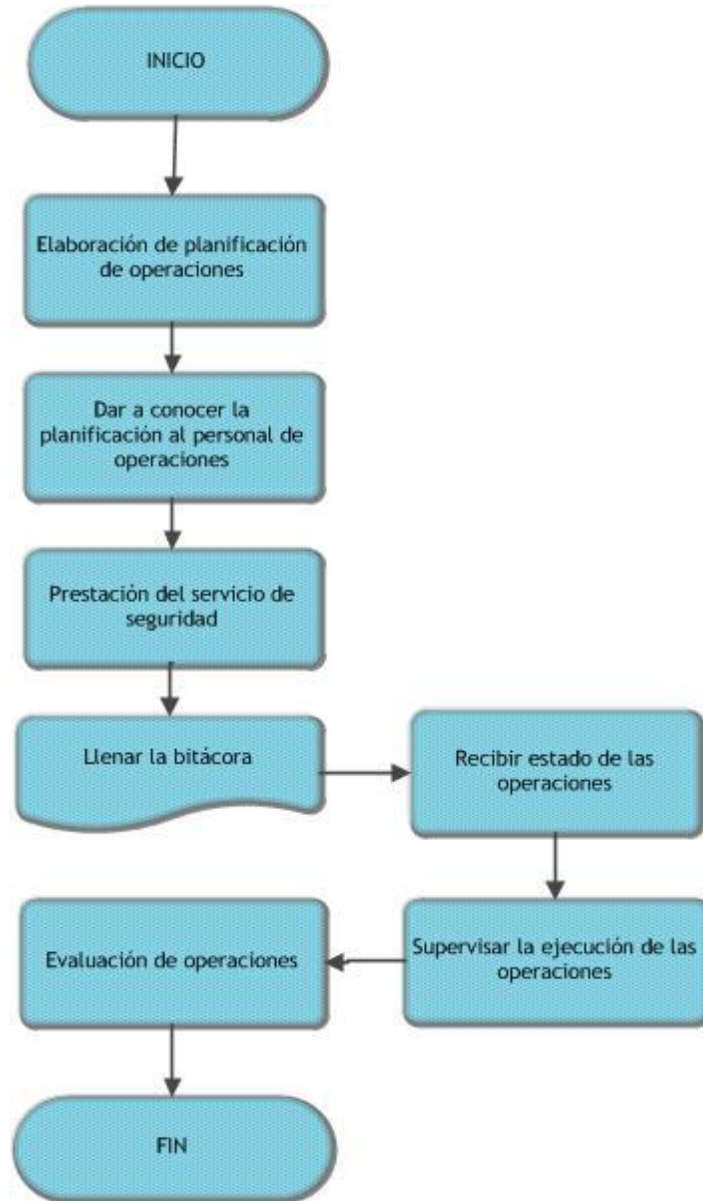 INICIO
Elaboración de planificación
de operaciones
Dar a conocer la
planificación al personal de
operaciones
Prestación del servicio de
seguridad
Llenar la bitácora
Recibir estado de las
operaciones
Supervisar la ejecución de las
operaciones
Evaluación de operaciones
FIN